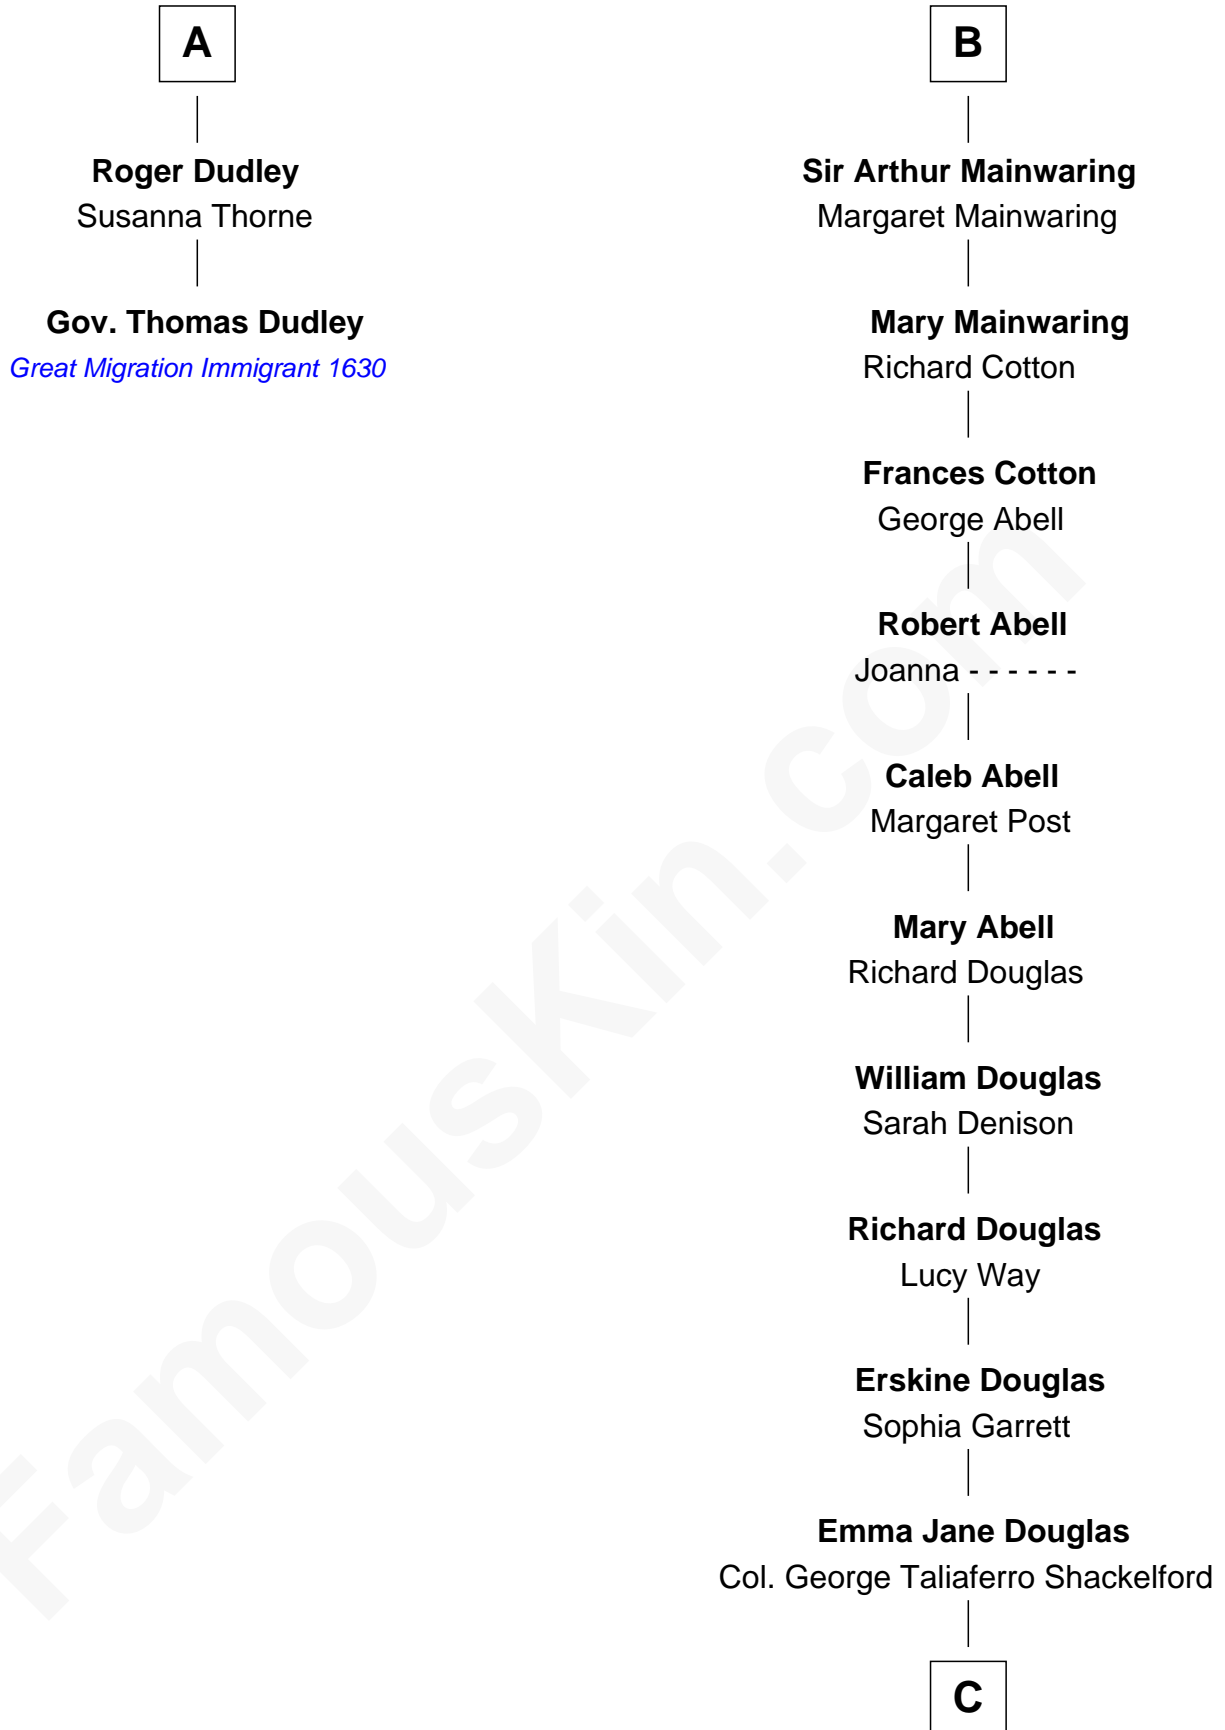 A
Roger Dudley
Susanna Thorne
Gov. Thomas Dudley
Great Migration Immigrant 1630
B
Sir Arthur Mainwaring
Margaret Mainwaring
Mary Mainwaring
Richard Cotton
Frances Cotton
George Abell
Robert Abell
Joanna - - - - - -
Caleb Abell
Margaret Post
Mary Abell
Richard Douglas
William Douglas
Sarah Denison
Richard Douglas
Lucy Way
Erskine Douglas
Sophia Garrett
Emma Jane Douglas
Col. George Taliaferro Shackelford
C
FamousKin.com